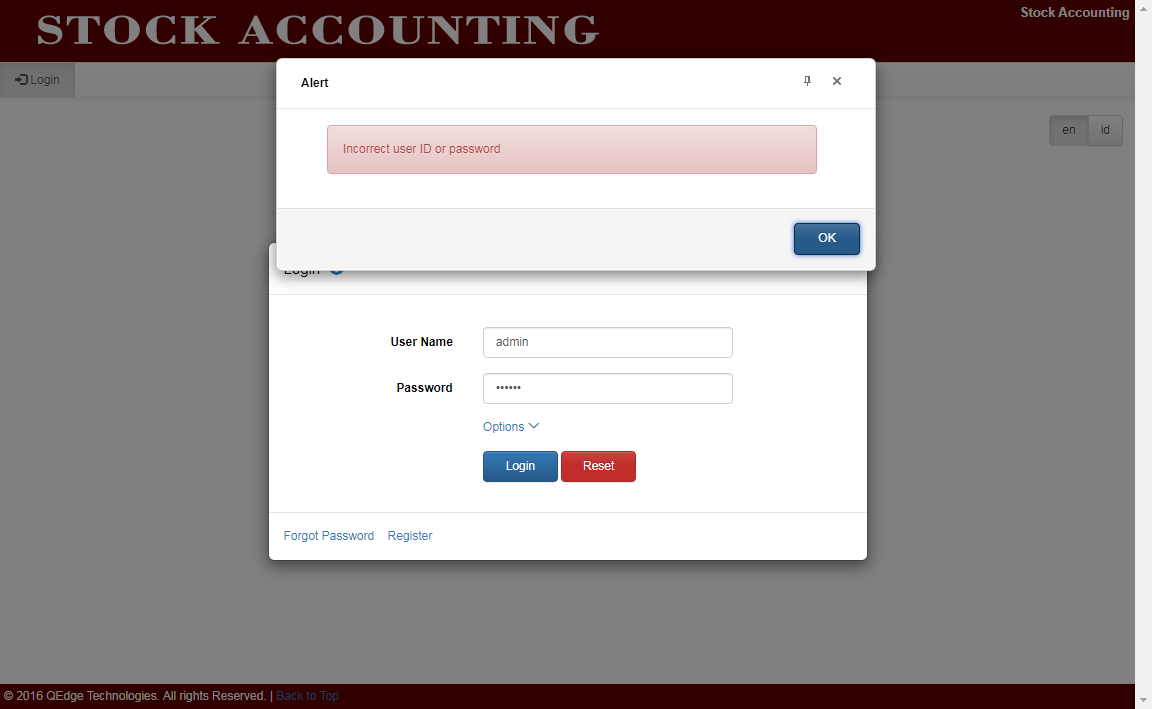 STOCK ACCOUNTING
Stock Accounting
Login
en
id
Alert
Incorrect user ID or password
OK
Login
User Name
admin
Password
••••••
Options
Login
Reset
Forgot Password
Register
© 2016 QEdge Technologies. All rights Reserved. | Back to Top